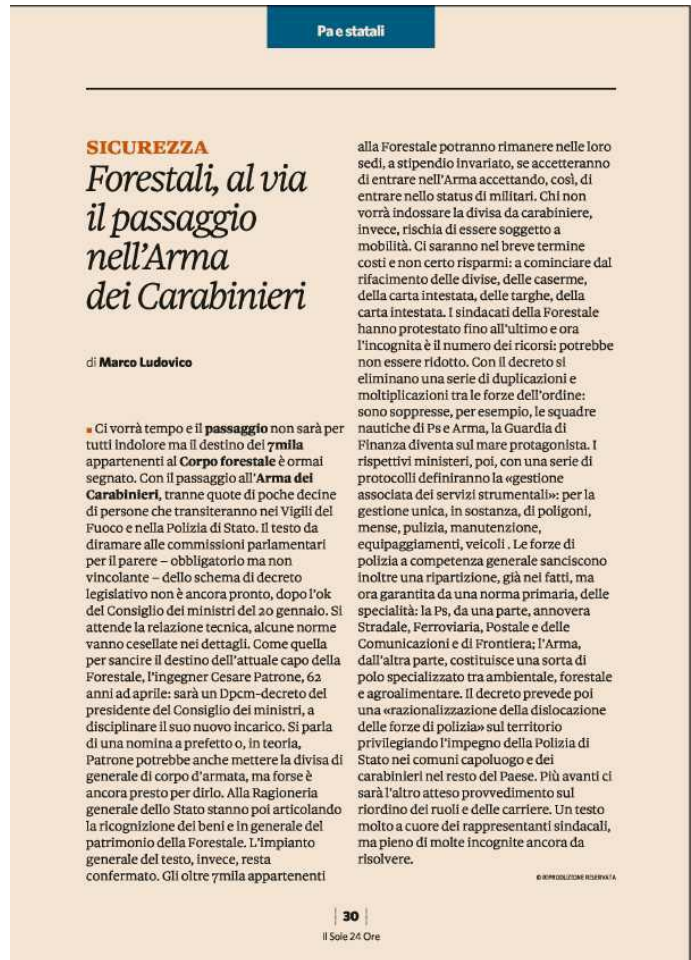 Pa e statali
SICUREZZA
Forestali, al via
il passaggio
nell'Arma
dei Carabinieri
di Marco Ludovico
Ci vorrà tempo e il passaggio non sarà per
tutti indolore ma il destino dei 7mila
appartenenti al Corpo forestale è ormai
segnato. Con il passaggio all'Arma dei
Carabinieri, tranne quote di poche decine
di persone che transiteranno nei Vigili del
Fuoco e nella Polizia di Stato. Il testo da
diramare alle commissioni parlamentari
per il parere – obbligatorio ma non
vincolante – dello schema di decreto
legislativo non è ancora pronto, dopo l'ok
del Consiglio dei ministri del 20 gennaio. Si
attende la relazione tecnica, alcune norme
vanno cesellate nei dettagli. Come quella
per sancire il destino dell'attuale capo della
Forestale, l'ingegner Cesare Patrone, 62
anni ad aprile: sarà un Dpcm-decreto del
presidente del Consiglio dei ministri, a
disciplinare il suo nuovo incarico. Si parla
di una nomina a prefetto o, in teoria,
Patrone potrebbe anche mettere la divisa di
generale di corpo d'armata, ma forse è
ancora presto per dirlo. Alla Ragioneria
generale dello Stato stanno poi articolando
la ricognizione dei beni e in generale del
patrimonio della Forestale. L'impianto
generale del testo, invece, resta
confermato. Gli oltre 7mila appartenenti
alla Forestale potranno rimanere nelle loro
sedi, a stipendio invariato, se accetteranno
di entrare nell'Arma accettando, così, di
entrare nello status di militari. Chi non
vorrà indossare la divisa da carabiniere,
invece, rischia di essere soggetto a
mobilità. Ci saranno nel breve termine
costi e non certo risparmi: a cominciare dal
rifacimento delle divise, delle caserme,
della carta intestata, delle targhe, della
carta intestata. I sindacati della Forestale
hanno protestato fino all'ultimo e ora
l'incognita è il numero dei ricorsi: potrebbe
non essere ridotto. Con il decreto si
eliminano una serie di duplicazioni e
moltiplicazioni tra le forze dell'ordine:
sono soppresse, per esempio, le squadre
nautiche di Ps e Arma, la Guardia di
Finanza diventa sul mare protagonista. I
rispettivi ministeri, poi, con una serie di
protocolli definiranno la «gestione
associata dei servizi strumentali»: per la
gestione unica, in sostanza, di poligoni,
mense, pulizia, manutenzione,
equipaggiamenti, veicoli . Le forze di
polizia a competenza generale sanciscono
inoltre una ripartizione, già nei fatti, ma
ora garantita da una norma primaria, delle
specialità: la Ps, da una parte, annovera
Stradale, Ferroviaria, Postale e delle
Comunicazioni e di Frontiera; l'Arma,
dall'altra parte, costituisce una sorta di
polo specializzato tra ambientale, forestale
e agroalimentare. Il decreto prevede poi
una «razionalizzazione della dislocazione
delle forze di polizia» sul territorio
privilegiando l'impegno della Polizia di
Stato nei comuni capoluogo e dei
carabinieri nel resto del Paese. Più avanti ci
sarà l'altro atteso provvedimento sul
riordino dei ruoli e delle carriere. Un testo
molto a cuore dei rappresentanti sindacali,
ma pieno di molte incognite ancora da
risolvere.
© RIPRODUZIONE RISERVATA
30
Il Sole 24 Ore